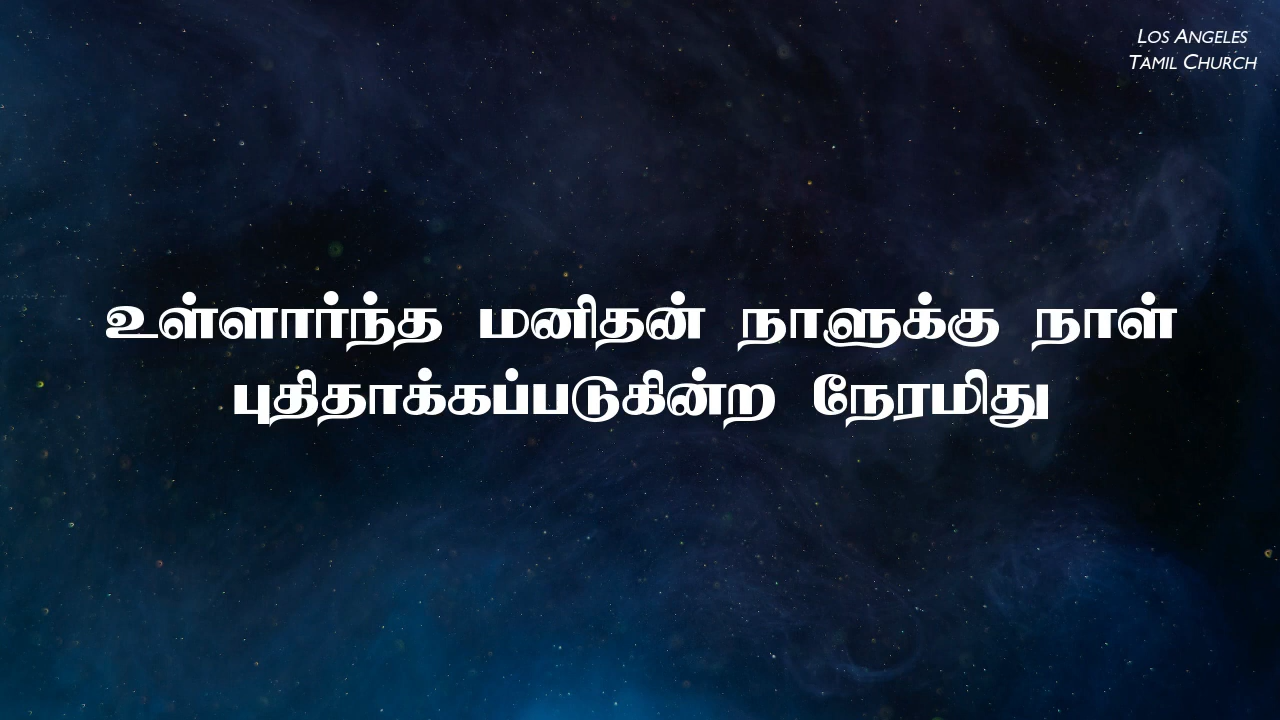 LOS ANGELES
TAMIL CHURCH
உள்ளார்ந்த மனிதன் நாளுக்கு நாள்
புதிதாக்கப்படுகின்ற நேரமிது